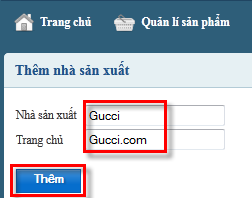 Trang chủ Quản lí sản phẩm
Thêm nhà sản xuất
Nhà sản xuất Gucci
Trang chủ Gucci.com
Thêm